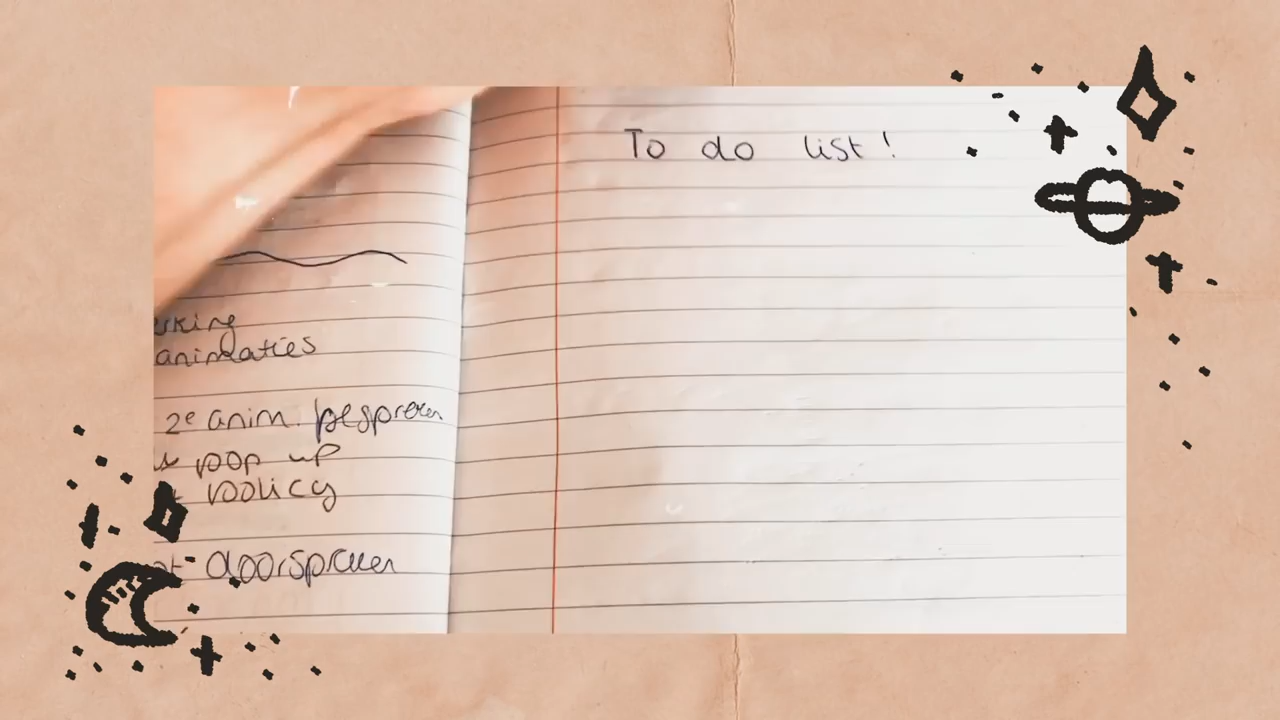 animaties
2e anim. bespreken
pop up
policy
doorspreken
To do list!